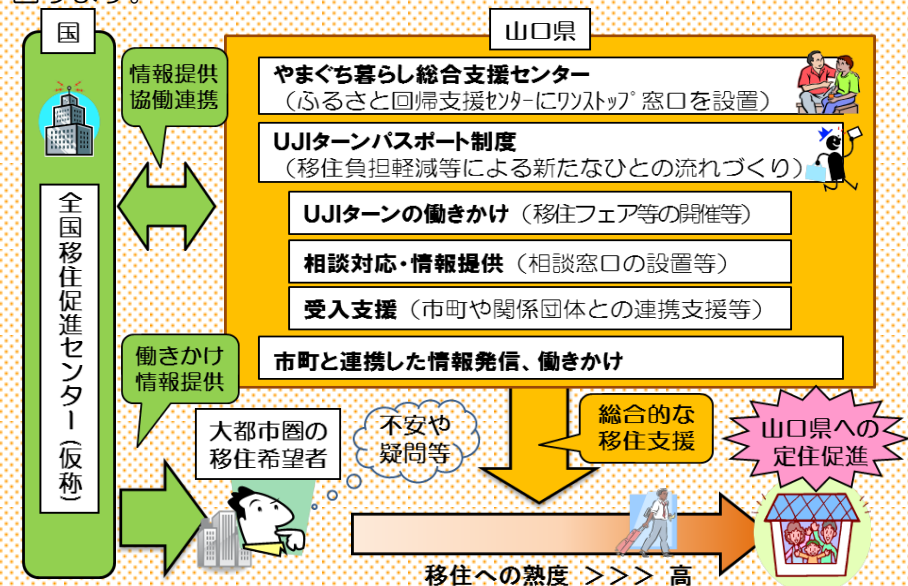 国
山口県
情報提供
協働連携
やまぐち暮らし総合支援センター
（ふるさと回帰支援ｾﾝﾀｰにﾜﾝｽﾄｯﾌﾟ窓口を設置）
UJIターンパスポート制度
（移住負担軽減等による新たなひとの流れづくり）
UJIターンの働きかけ（移住フェア等の開催等）
相談対応・情報提供（相談窓口の設置等）
受入支援（市町や関係団体との連携支援等）
市町と連携した情報発信、働きかけ
全国移住促進センター（仮称）
働きかけ
情報提供
大都市圏の
移住希望者
不安や
疑問等
総合的な
移住支援
山口県への
定住促進
移住への熟度 ＞＞＞ 高